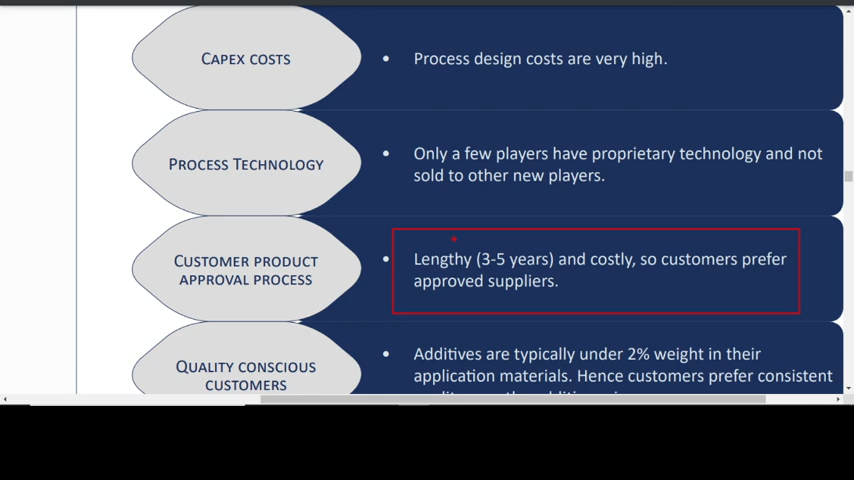 CAPEX COSTS
• Process design costs are very high.
PROCESS TECHNOLOGY
• Only a few players have proprietary technology and not
sold to other new players.
CUSTOMER PRODUCT
APPROVAL PROCESS
• Lengthy (3-5 years) and costly, so customers prefer
approved suppliers.
QUALITY CONSCIOUS
CUSTOMERS
• Additives are typically under 2% weight in their
application materials. Hence customers prefer consistent